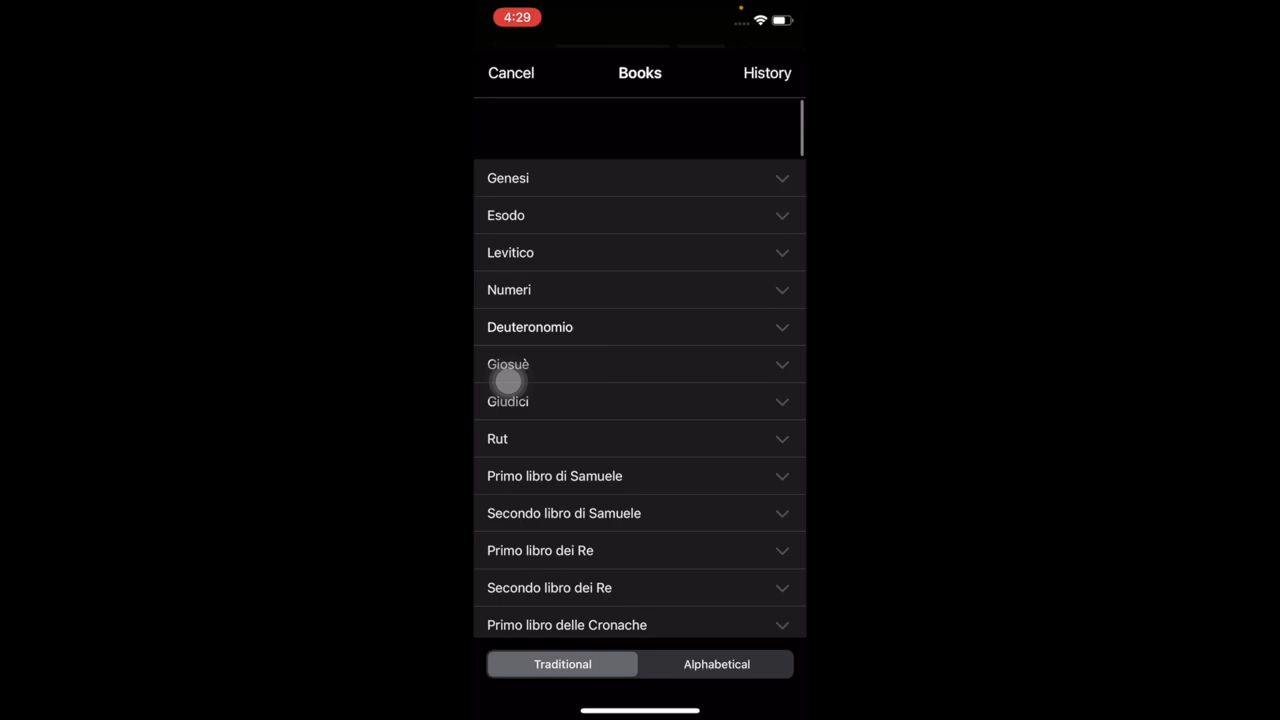 4:29
Cancel Books History
Genesi
Esodo
Levitico
Numeri
Deuteronomio
Giosuè
Giudici
Rut
Primo libro di Samuele
Secondo libro di Samuele
Primo libro dei Re
Secondo libro dei Re
Primo libro delle Cronache
Traditional Alphabetical